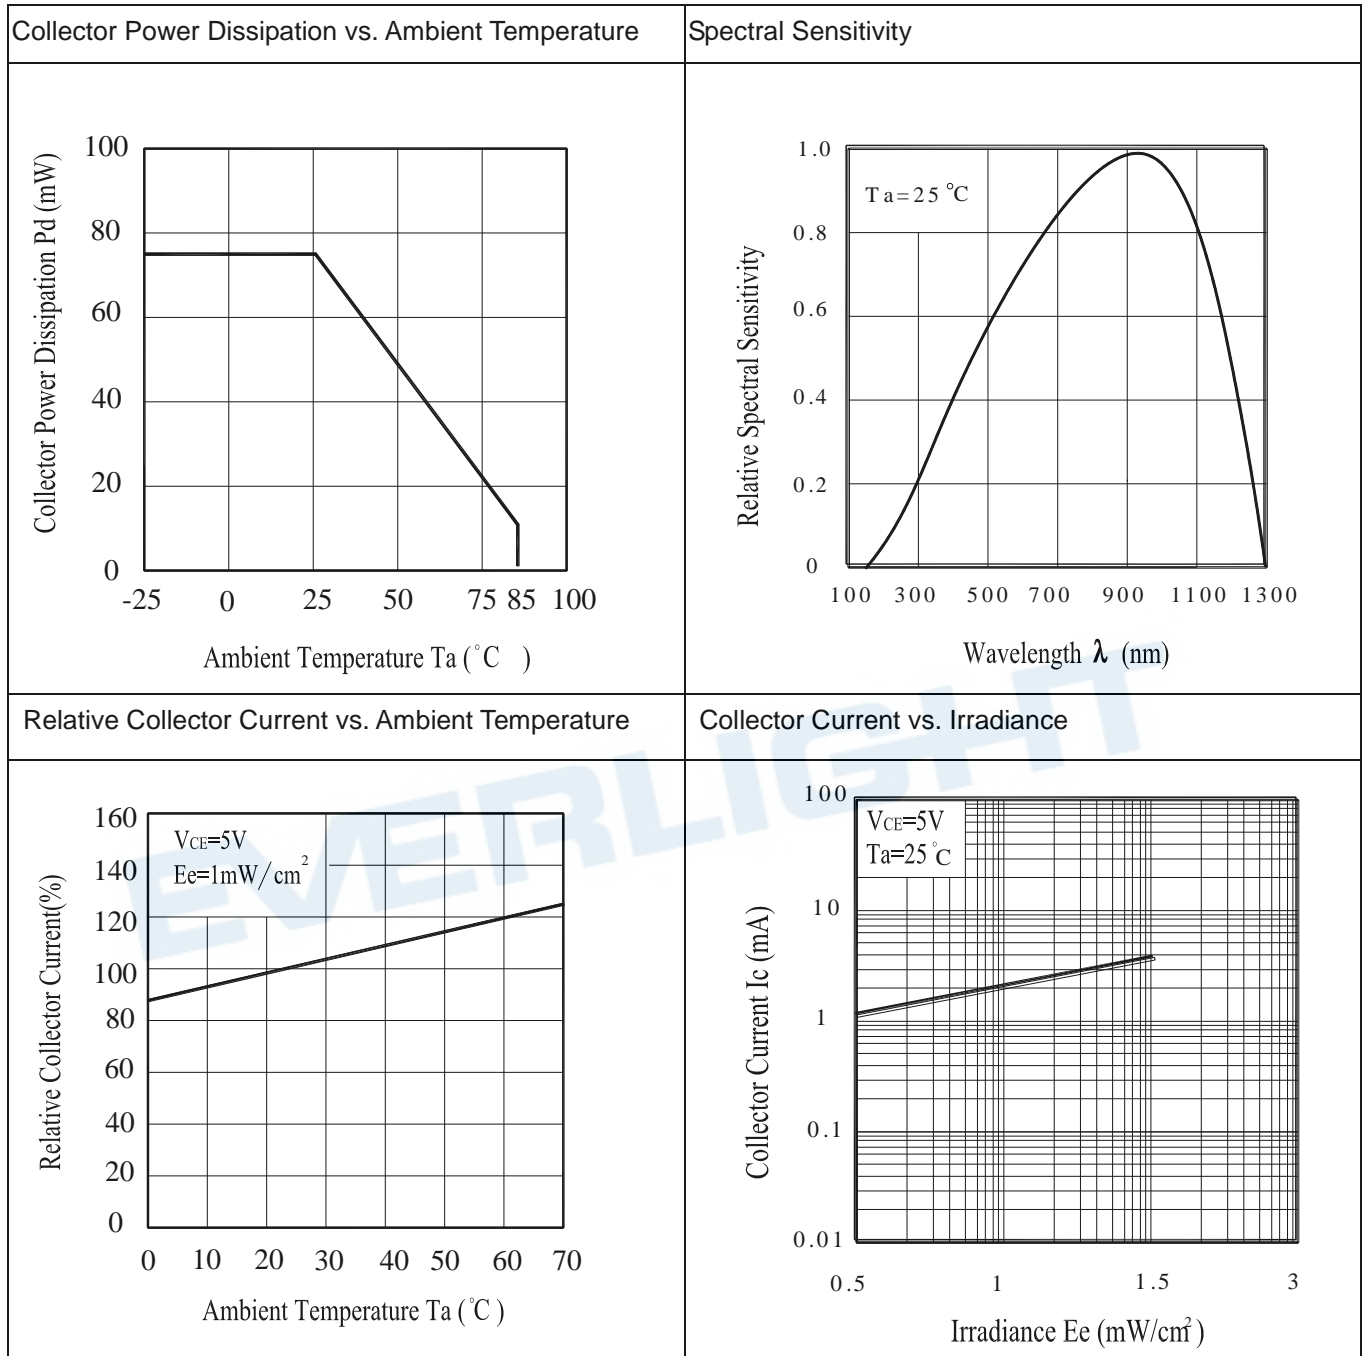 Collector Power Dissipation vs. Ambient Temperature
Spectral Sensitivity
Collector Power Dissipation Pd (mW)
100
80
60
40
20
0
-25 0 25 50 75 85 100
Ambient Temperature Ta (°C )
Relative Spectral Sensitivity
Ta=25 °C
1.0
0.8
0.6
0.4
0.2
0
100 300 500 700 900 1100 1300
Wavelength λ (nm)
Relative Collector Current vs. Ambient Temperature
Collector Current vs. Irradiance
EVERLIGHT
Relative Collector Current(%)
VCE=5V
Ee=1mW/cm²
160
140
120
100
80
60
40
20
0
0 10 20 30 40 50 60 70
Ambient Temperature Ta (°C)
Collector Current Ic (mA)
VCE=5V
Ta=25°C
100
10
1
0.1
0.01
0.5 1 1.5 3
Irradiance Ee (mW/cm²)